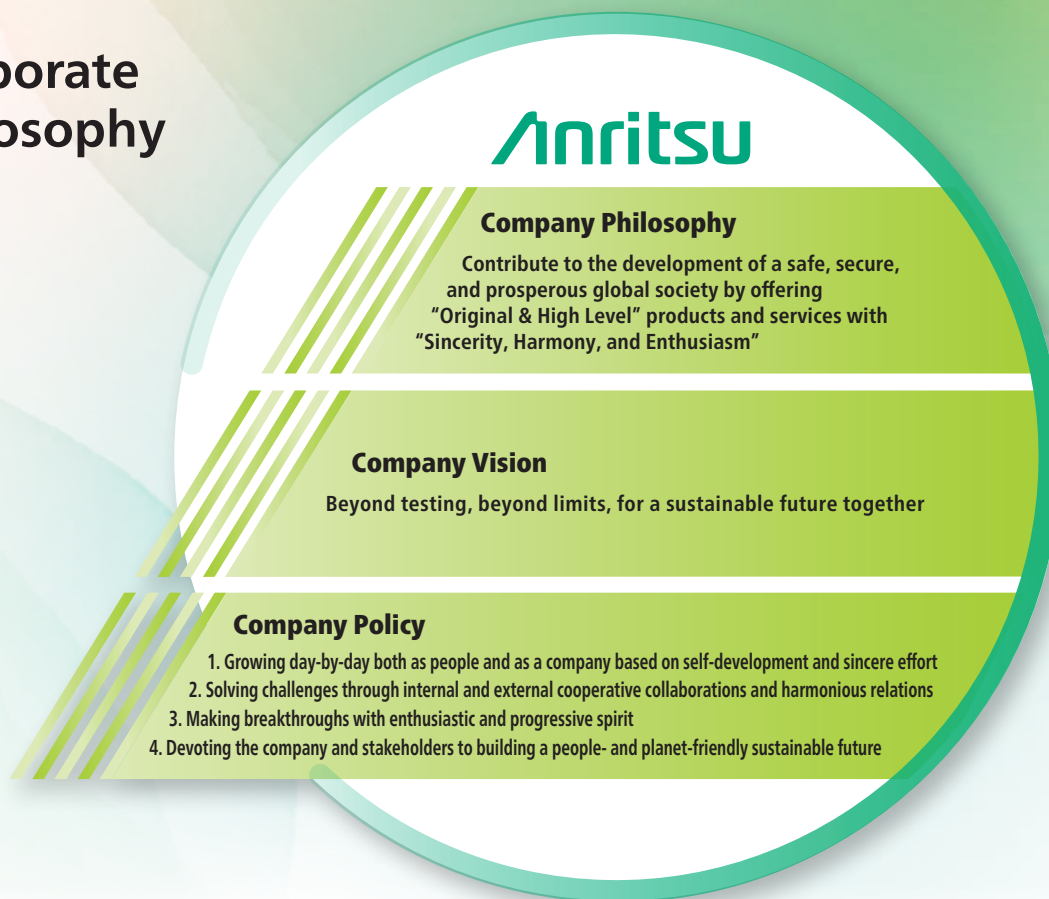 porate
osophy
Anritsu
Company Philosophy
Contribute to the development of a safe, secure,
and prosperous global society by offering
“Original & High Level” products and services with
“Sincerity, Harmony, and Enthusiasm”
Company Vision
Beyond testing, beyond limits, for a sustainable future together
Company Policy
1. Growing day-by-day both as people and as a company based on self-development and sincere effort
2. Solving challenges through internal and external cooperative collaborations and harmonious relations
3. Making breakthroughs with enthusiastic and progressive spirit
4. Devoting the company and stakeholders to building a people- and planet-friendly sustainable future